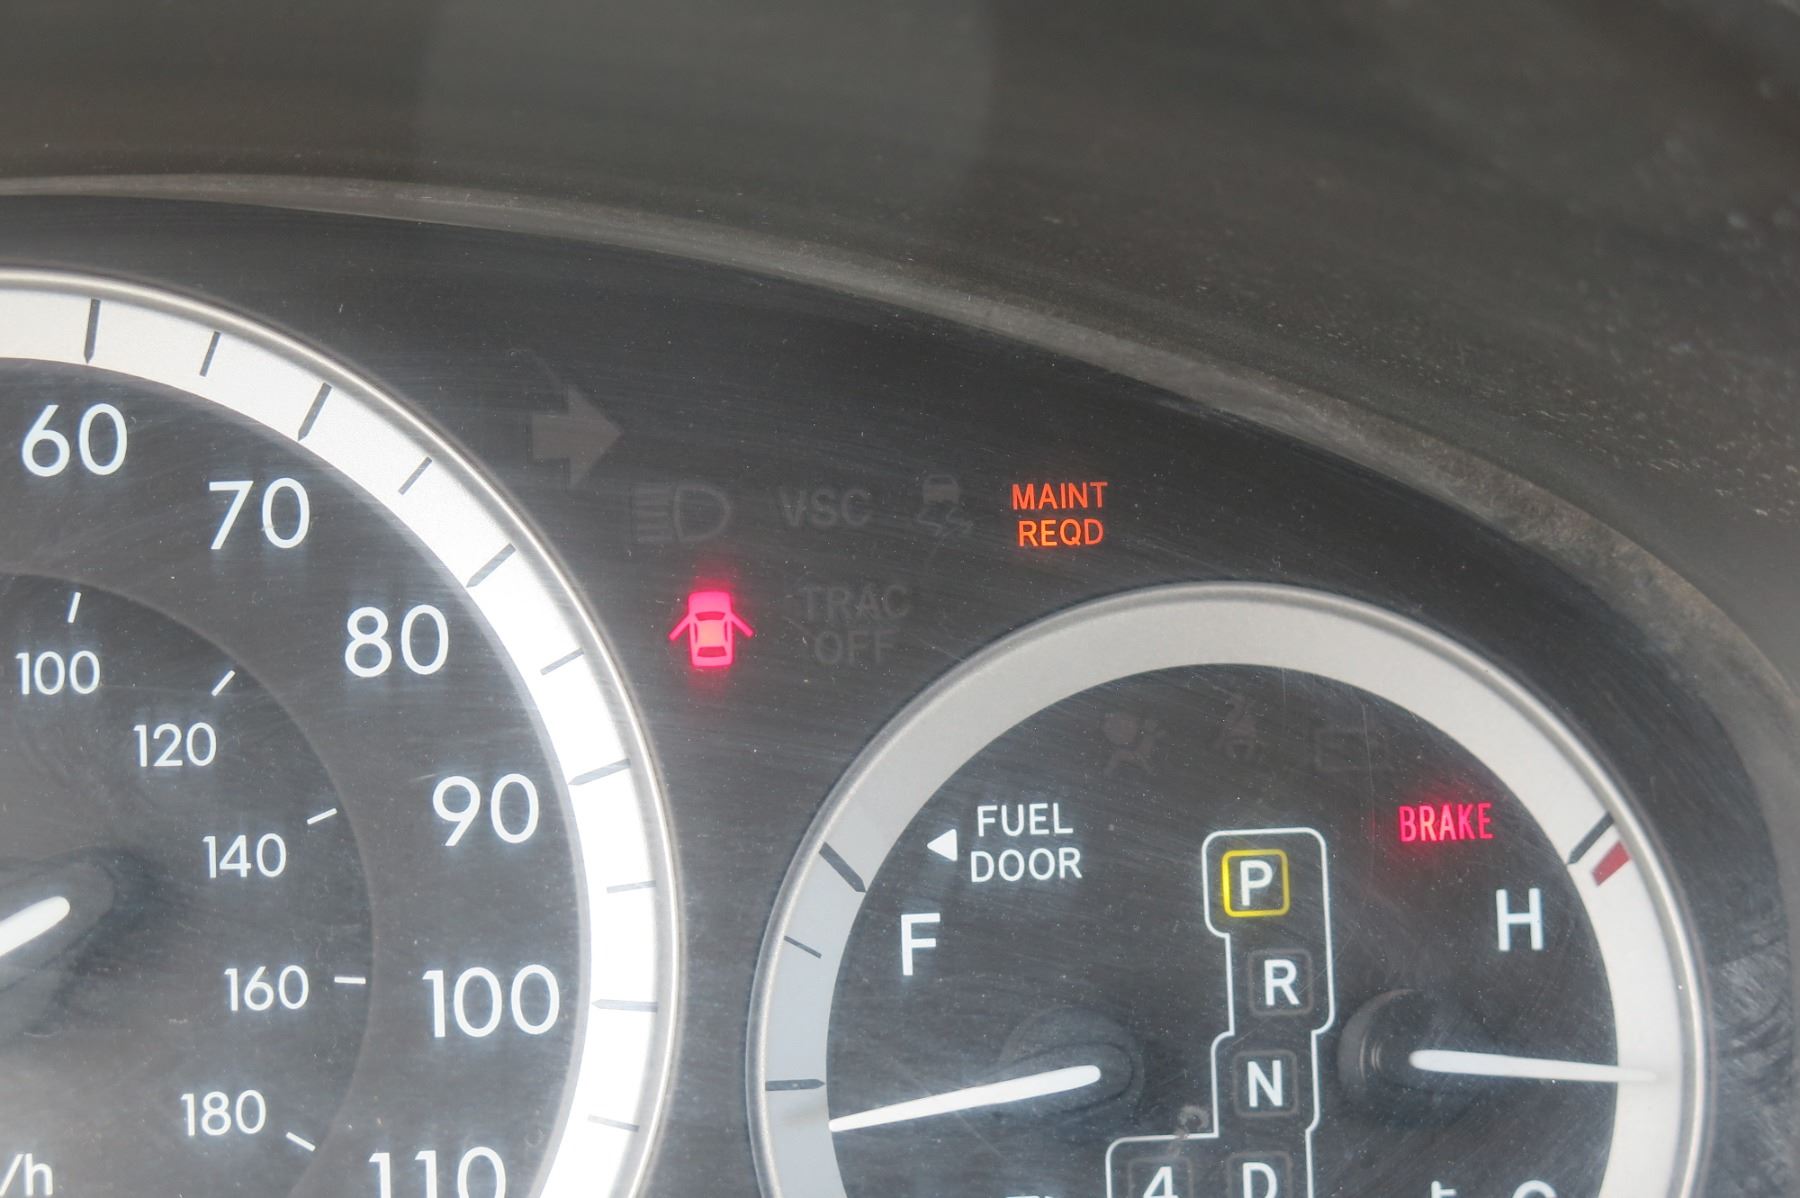 60
70
80
90
100
110
100
120
140
160
180
/h
VSC
MAINT
REQD
TRAC
OFF
FUEL
DOOR
F
BRAKE
H
P
R
N
4 D